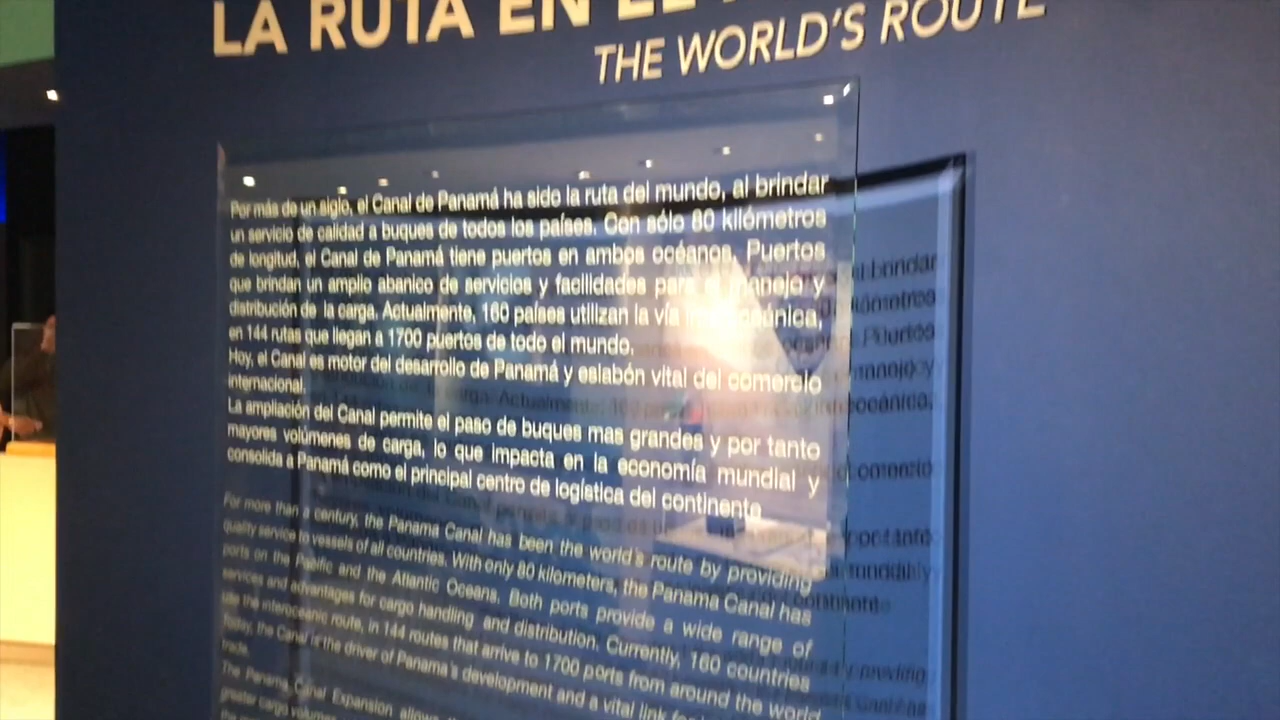 LA RUTA EN EL
THE WORLD'S ROUTE
Por más de un siglo, el Canal de Panamá ha sido la ruta del mundo, al brindar
un servicio de calidad a buques de todos los países. Con sólo 80 kilómetros
de longitud, el Canal de Panamá tiene puertos en ambos océanos. Puertos
que brindan un amplio abanico de servicios y facilidades para el manejo y
distribución de la carga. Actualmente, 160 países utilizan la vía interoceánica,
en 144 rutas que llegan a 1700 puertos de todo el mundo.
Hoy, el Canal es motor del desarrollo de Panamá y eslabón vital del comercio
internacional.
La ampliación del Canal permite el paso de buques mas grandes y por tanto
mayores volúmenes de carga, lo que impacta en la economía mundial y
consolida a Panamá como el principal centro de logística del continente
For more than a century, the Panama Canal has been the world's route by providing
quality service to vessels of all countries. With only 80 kilometers, the Panama Canal has
ports on the Pacific and the Atlantic Oceans. Both ports provide a wide range of
services and advantages for cargo handling and distribution. Currently, 160 countries
use the interoceanic route, in 144 routes that arrive to 1700 ports from around the world
Today, the Canal is the driver of Panama's development and a vital link for
trade.
The Panama Canal Expansion allows
greater cargo volumes